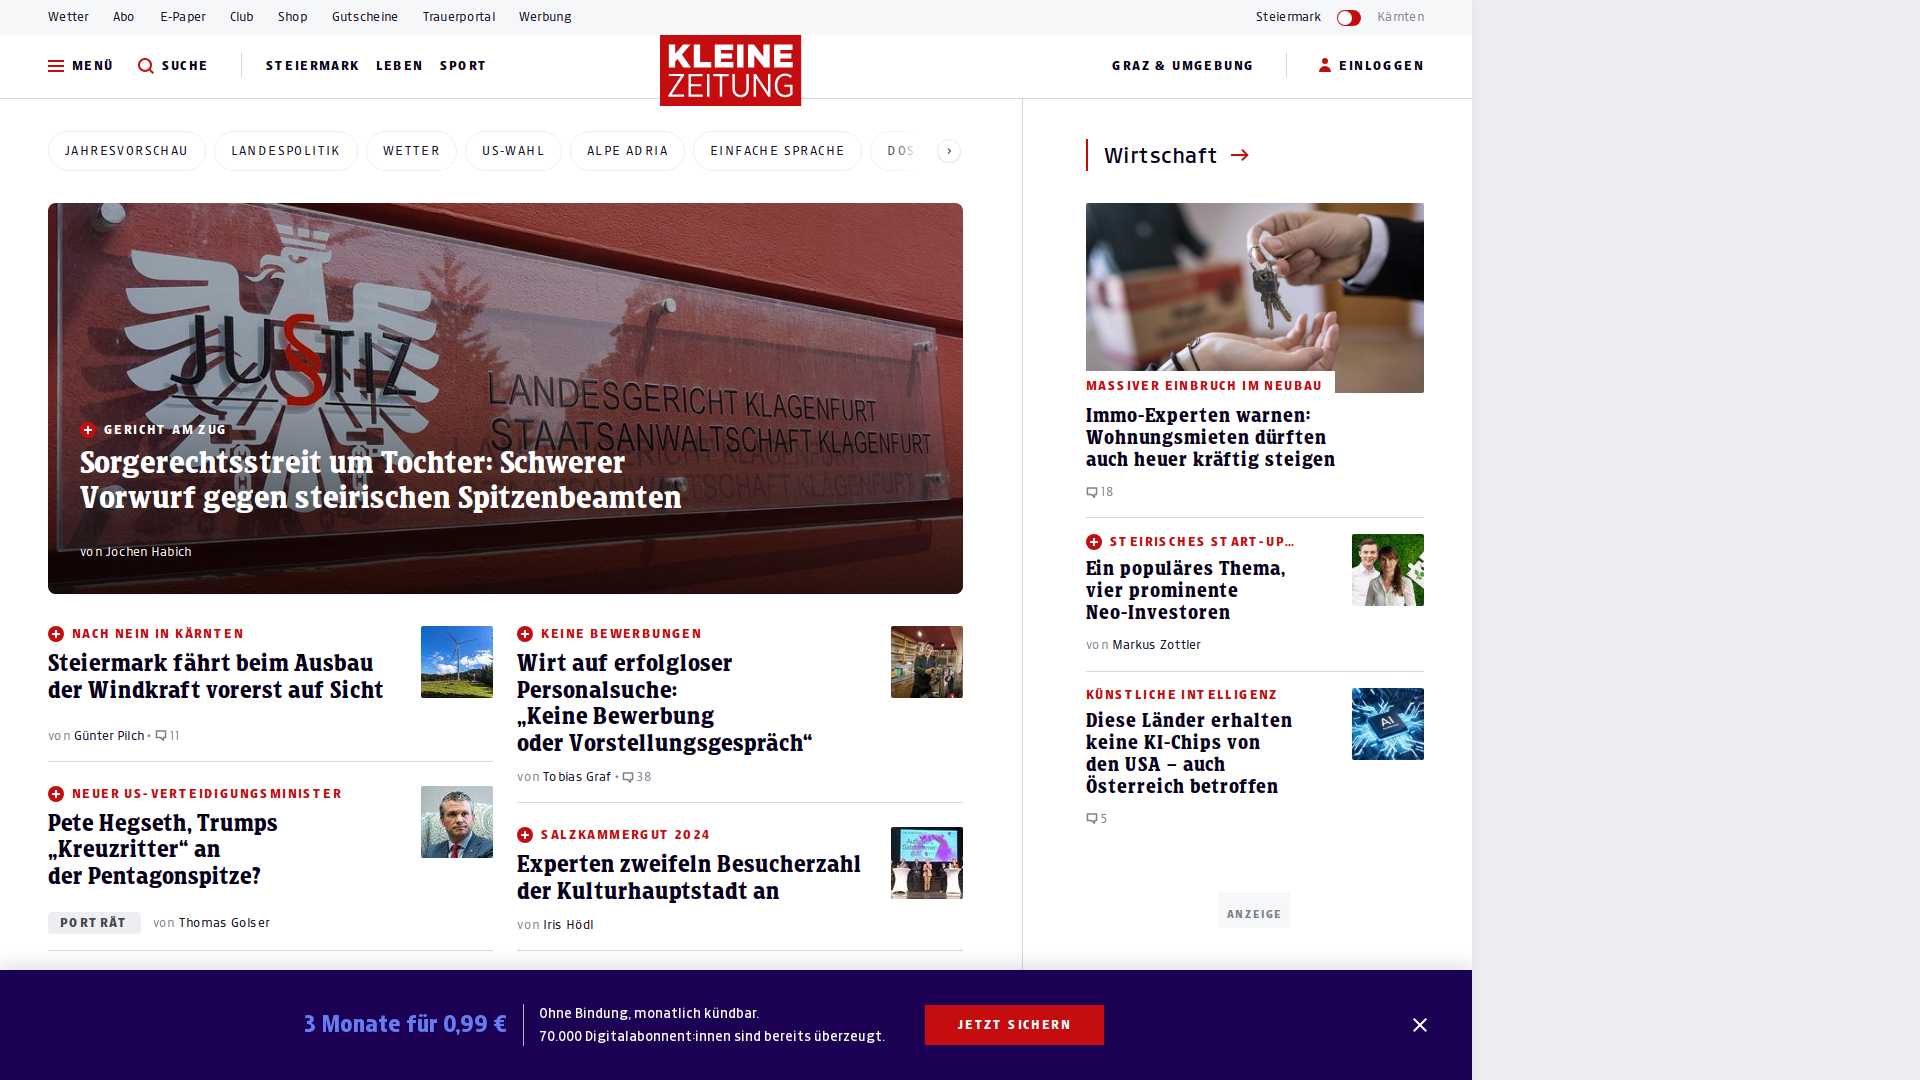 Wetter Abo E-Paper Club Shop Gutscheine Trauerportal Werbung Steiermark Kärnten
MENÜ SUCHE STEIERMARK LEBEN SPORT KLEINE ZEITUNG GRAZ & UMGEBUNG EINLOGGEN
JAHRESVORSCHAU LANDESPOLITIK WETTER US-WAHL ALPE ADRIA EINFACHE SPRACHE DOS
JUSTIZ
LANDESGERICHT KLAGENFURT
STAATSANWALTSCHAFT KLAGENFURT
GERICHT AM ZUG
Sorgerechtsstreit um Tochter: Schwerer
Vorwurf gegen steirischen Spitzenbeamten
von Jochen Habich
NACH NEIN IN KÄRNTEN
Steiermark fährt beim Ausbau
der Windkraft vorerst auf Sicht
von Günter Pilch • 11
NEUER US-VERTEIDIGUNGSMINISTER
Pete Hegseth, Trumps
„Kreuzritter“ an
der Pentagonspitze?
PORTRÄT von Thomas Golser
KEINE BEWERBUNGEN
Wirt auf erfolgloser
Personalsuche:
„Keine Bewerbung
oder Vorstellungsgespräch“
von Tobias Graf • 38
SALZKAMMERGUT 2024
Experten zweifeln Besucherzahl
der Kulturhauptstadt an
von Iris Hödl
Wirtschaft
MASSIVER EINBRUCH IM NEUBAU
Immo-Experten warnen:
Wohnungsmieten dürften
auch heuer kräftig steigen
18
STEIRISCHES START-UP…
Ein populäres Thema,
vier prominente
Neo-Investoren
von Markus Zottler
KÜNSTLICHE INTELLIGENZ
AI
Diese Länder erhalten
keine KI-Chips von
den USA – auch
Österreich betroffen
5
ANZEIGE
3 Monate für 0,99 €
Ohne Bindung, monatlich kündbar.
70.000 Digitalabonnent:innen sind bereits überzeugt.
JETZT SICHERN